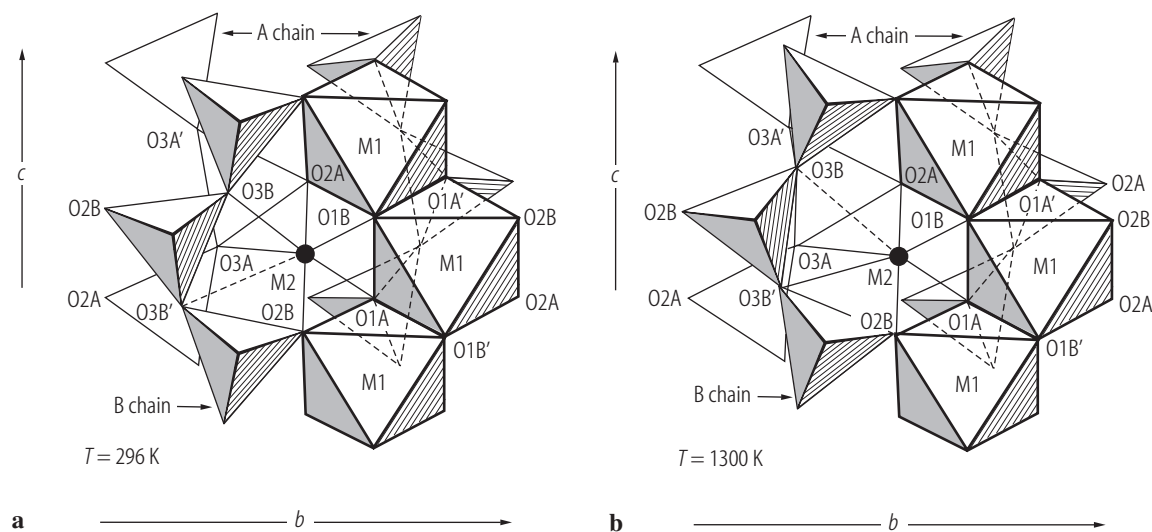 A chain
c
O3A′
M1
O3B
O2A
O2B
O1B
O1A′
O2B
O3A
M2
M1
O2A
O3B′
O2B
O1A
O2A
O1B′
M1
B chain
T = 296 K
a
b
A chain
c
O3A′
M1
O3B
O2A
O2A
O2B
O1B
O1A′
O2B
O3A
M2
M1
O2A
O3B′
O2B
O1A
O2A
O1B′
M1
B chain
T = 1300 K
b
b